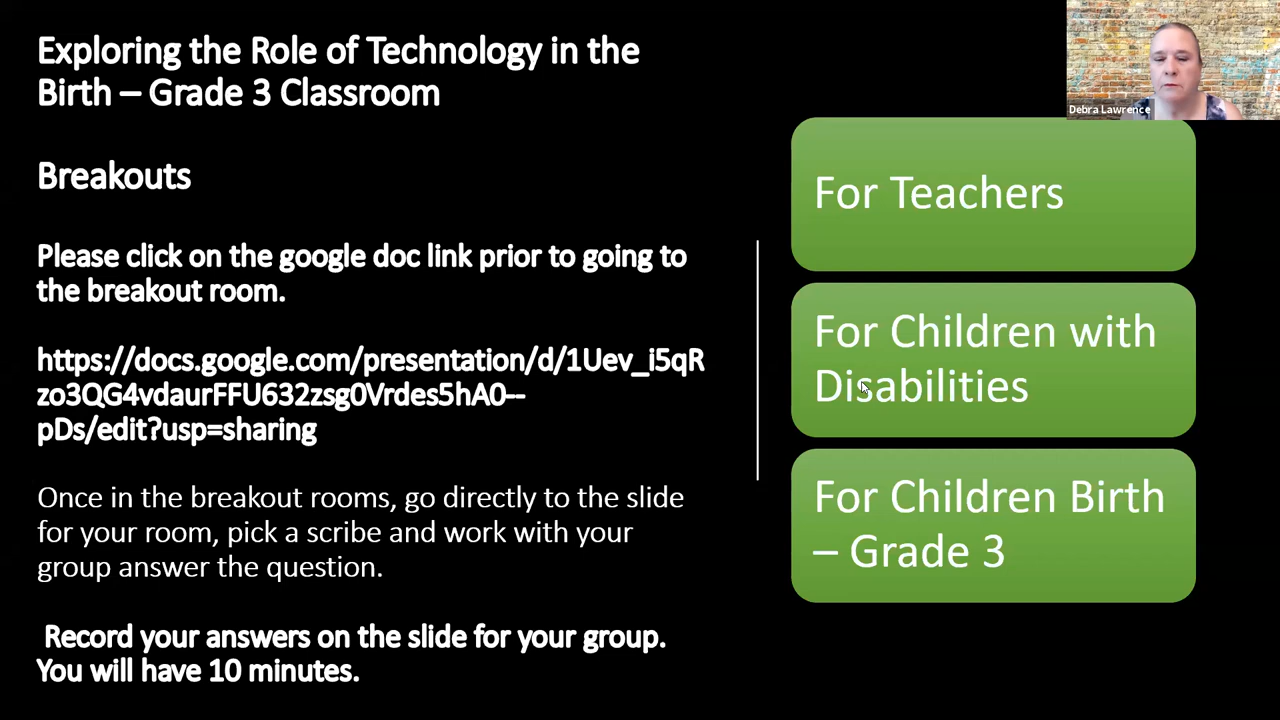 Exploring the Role of Technology in the
Birth – Grade 3 Classroom
Breakouts
Please click on the google doc link prior to going to
the breakout room.
https://docs.google.com/presentation/d/1Uev_i5qR
zo3QG4vdaurFFU632zsg0Vrdes5hA0--
pDs/edit?usp=sharing
Once in the breakout rooms, go directly to the slide
for your room, pick a scribe and work with your
group answer the question.
Record your answers on the slide for your group.
You will have 10 minutes.
Debra Lawrence
For Teachers
For Children with
Disabilities
For Children Birth
– Grade 3